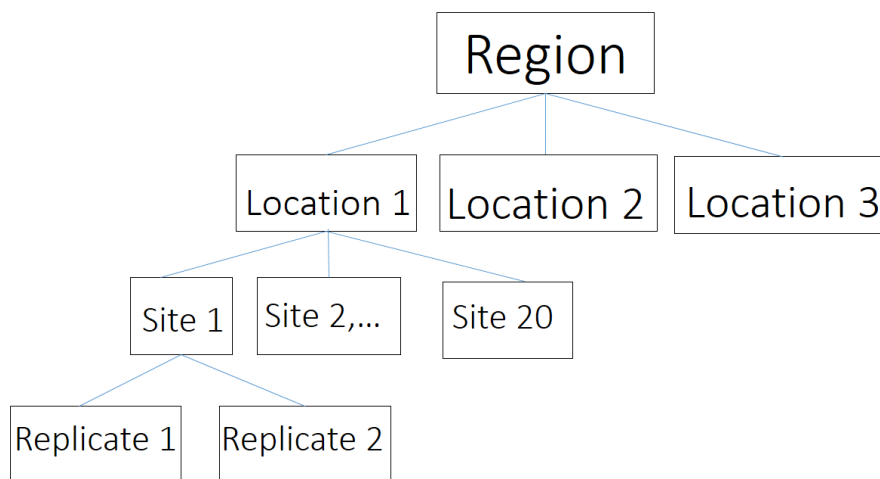 Region
Location 1
Location 2
Location 3
Site 1
Site 2,...
Site 20
Replicate 1
Replicate 2